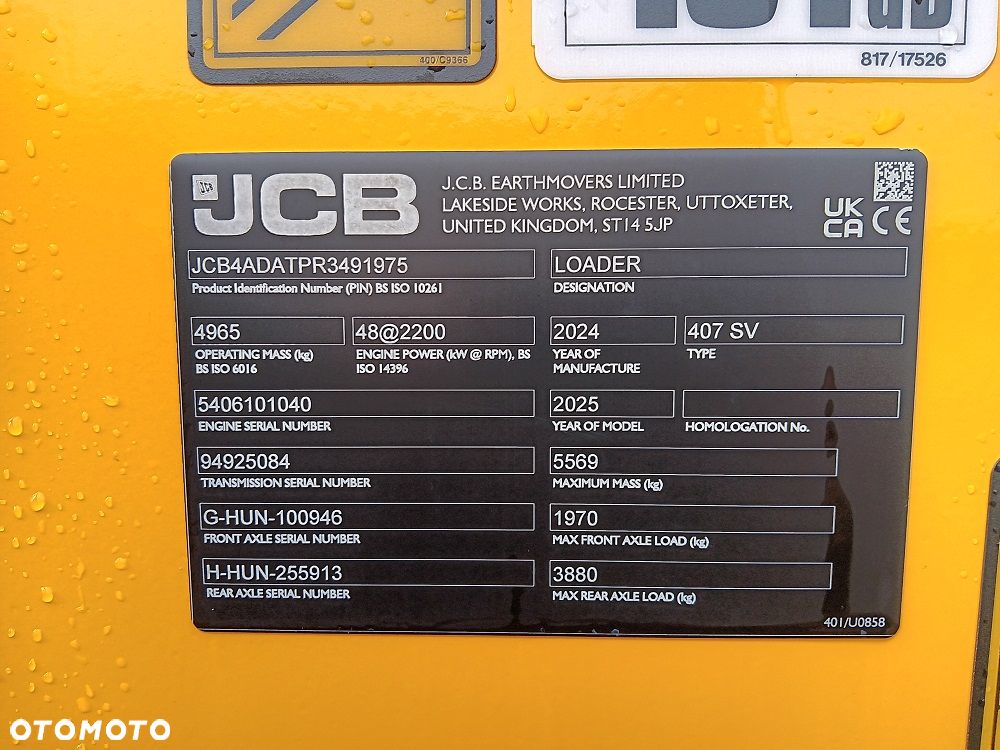 400/C9366
817/17526
JCB
J.C.B. EARTHMOVERS LIMITED
LAKESIDE WORKS, ROCESTER, UTTOXETER,
UNITED KINGDOM, ST14 5JP
UK
CA CE
JCB4ADATPR3491975
Product Identification Number (PIN) BS ISO 10261
LOADER
DESIGNATION
4965
OPERATING MASS (kg)
BS ISO 6016
48@2200
ENGINE POWER (kW @ RPM), BS
ISO 14396
2024
YEAR OF
MANUFACTURE
407 SV
TYPE
5406101040
ENGINE SERIAL NUMBER
2025
YEAR OF MODEL
HOMOLOGATION No.
94925084
TRANSMISSION SERIAL NUMBER
5569
MAXIMUM MASS (kg)
G-HUN-100946
FRONT AXLE SERIAL NUMBER
1970
MAX FRONT AXLE LOAD (kg)
H-HUN-255913
REAR AXLE SERIAL NUMBER
3880
MAX REAR AXLE LOAD (kg)
401/U0858
OTOMOTO